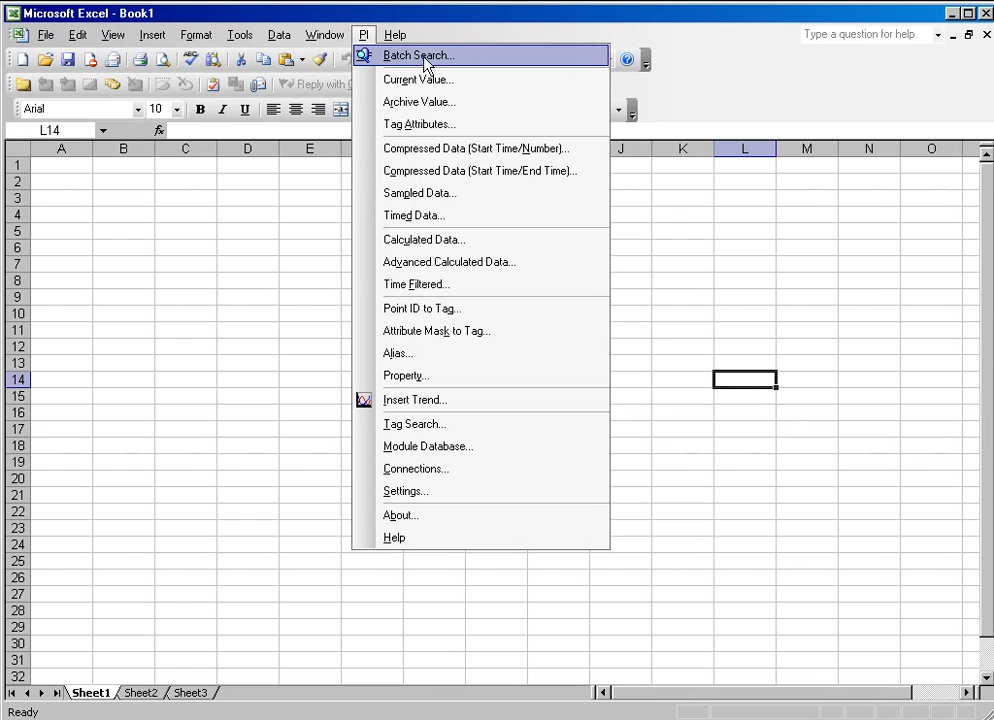 Microsoft Excel - Book1
File Edit View Insert Format Tools Data Window PI Help
Type a question for help
Reply with
Arial 10 B I U
L14 fx
A B C D E J K L M N O
1
2
3
4
5
6
7
8
9
10
11
12
13
14
15
16
17
18
19
20
21
22
23
24
25
26
27
28
29
30
31
32
Batch Search...
Current Value...
Archive Value...
Tag Attributes...
Compressed Data (Start Time/Number)...
Compressed Data (Start Time/End Time)...
Sampled Data...
Timed Data...
Calculated Data...
Advanced Calculated Data...
Time Filtered...
Point ID to Tag...
Attribute Mask to Tag...
Alias...
Property...
Insert Trend...
Tag Search...
Module Database...
Connections...
Settings...
About...
Help
Sheet1 Sheet2 Sheet3
Ready